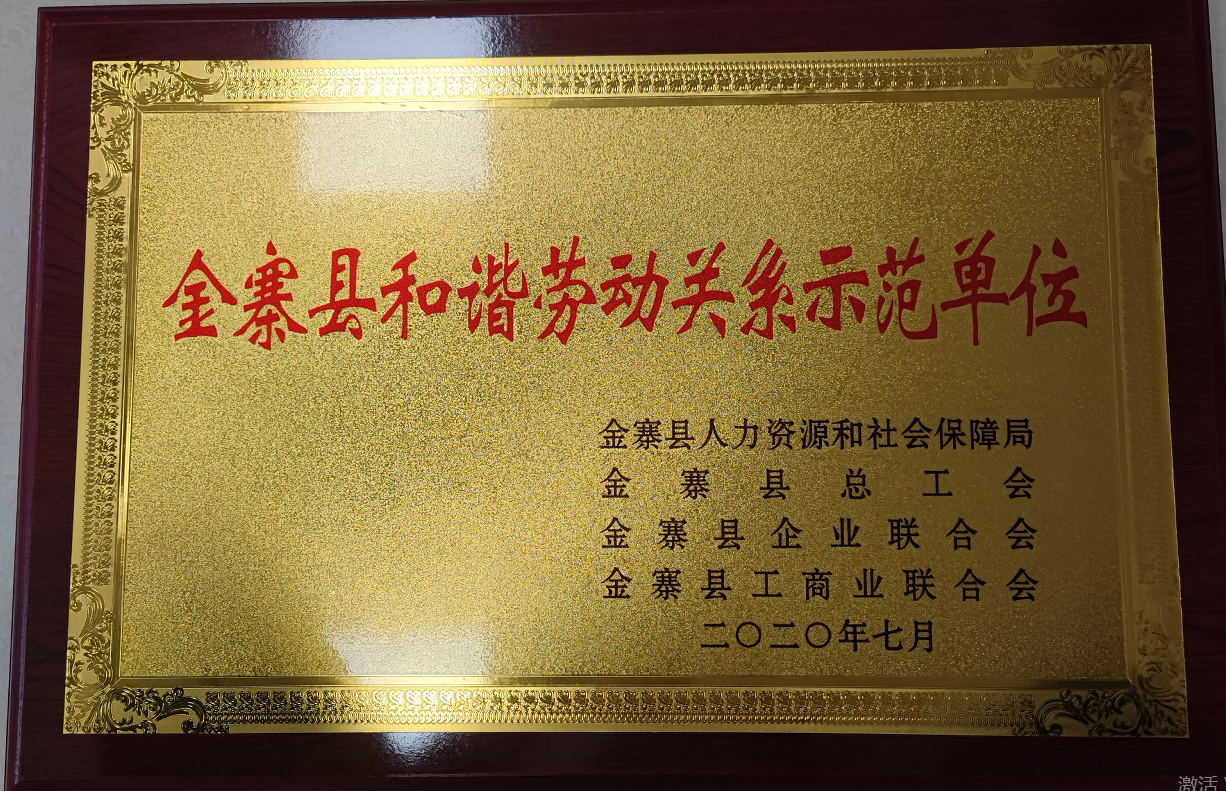 金寨县和谐劳动关系示范单位
金寨县人力资源和社会保障局
金寨县总工会
金寨县企业联合会
金寨县工商业联合会
二〇二〇年七月
激活